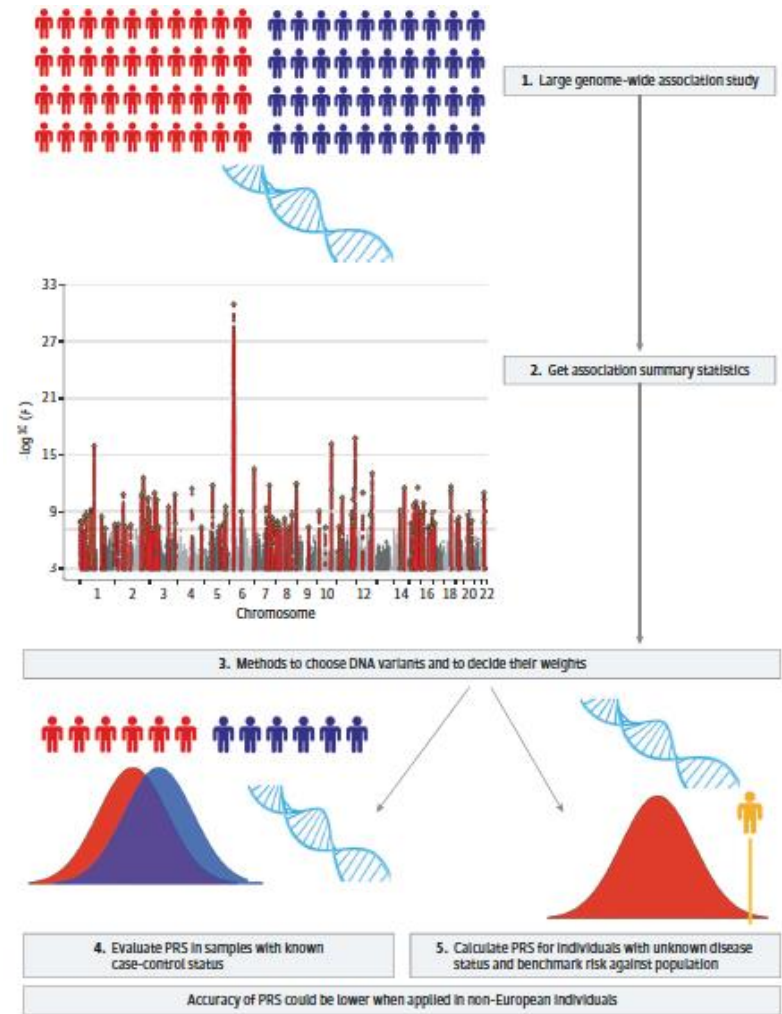 1. Large genome-wide association study
33
27
21
15
9
3
-log 10 (P)
1 2 3 4 5 6 7 8 9 10 12 14 16 18 20 22
Chromosome
2. Get association summary statistics
3. Methods to choose DNA variants and to decide their weights
4. Evaluate PRS in samples with known
case-control status
5. Calculate PRS for individuals with unknown disease
status and benchmark risk against population
Accuracy of PRS could be lower when applied in non-European individuals